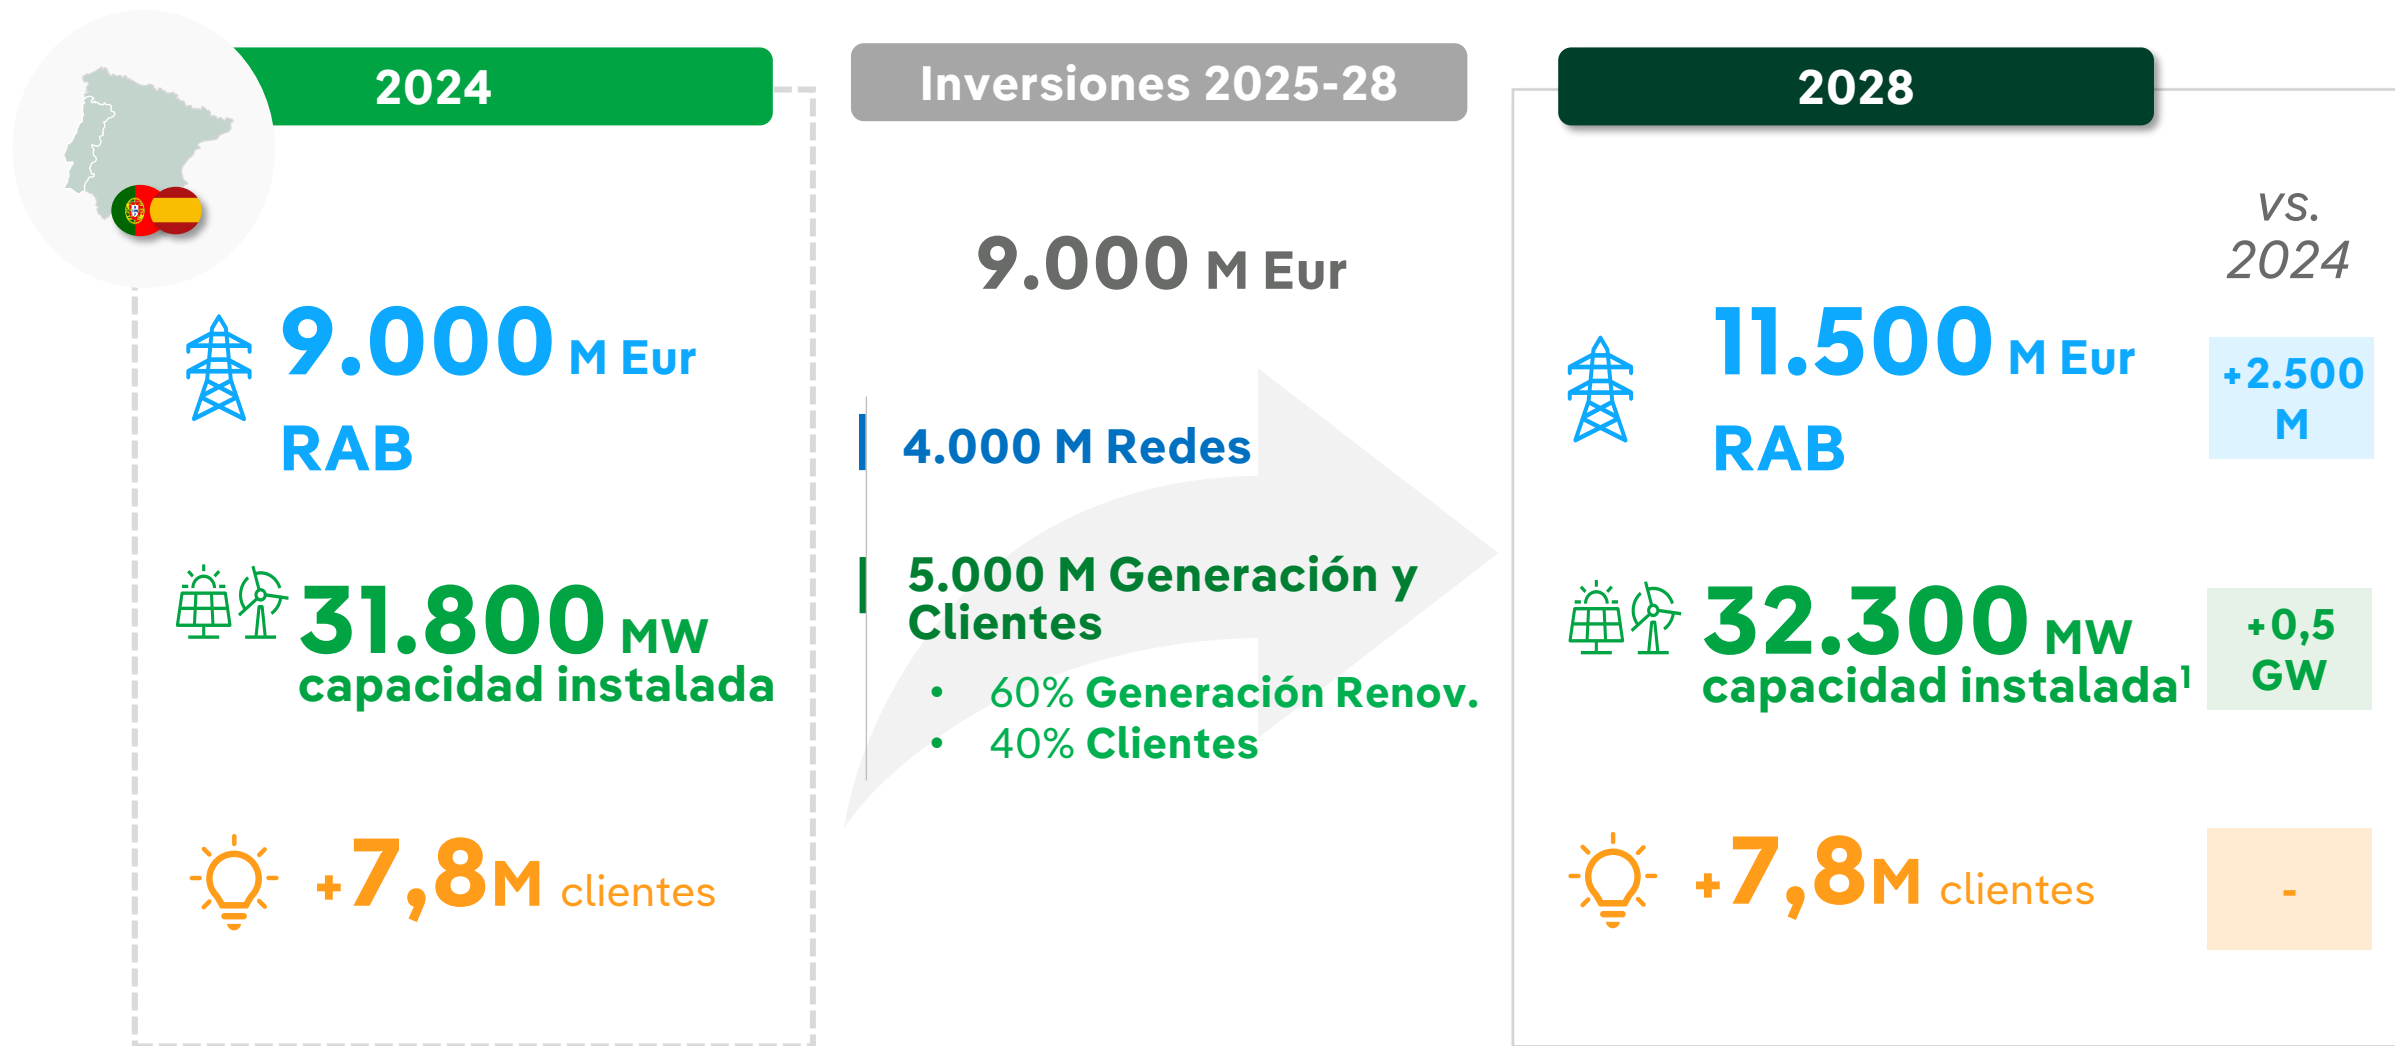 2024
9.000 M Eur
RAB
31.800 MW
capacidad instalada
+7,8M clientes
Inversiones 2025-28
9.000 M Eur
4.000 M Redes
5.000 M Generación y
Clientes
• 60% Generación Renov.
• 40% Clientes
2028
vs.
2024
11.500 M Eur
RAB
+2.500
M
32.300 MW
capacidad instalada¹
+0,5
GW
+7,8M clientes
-